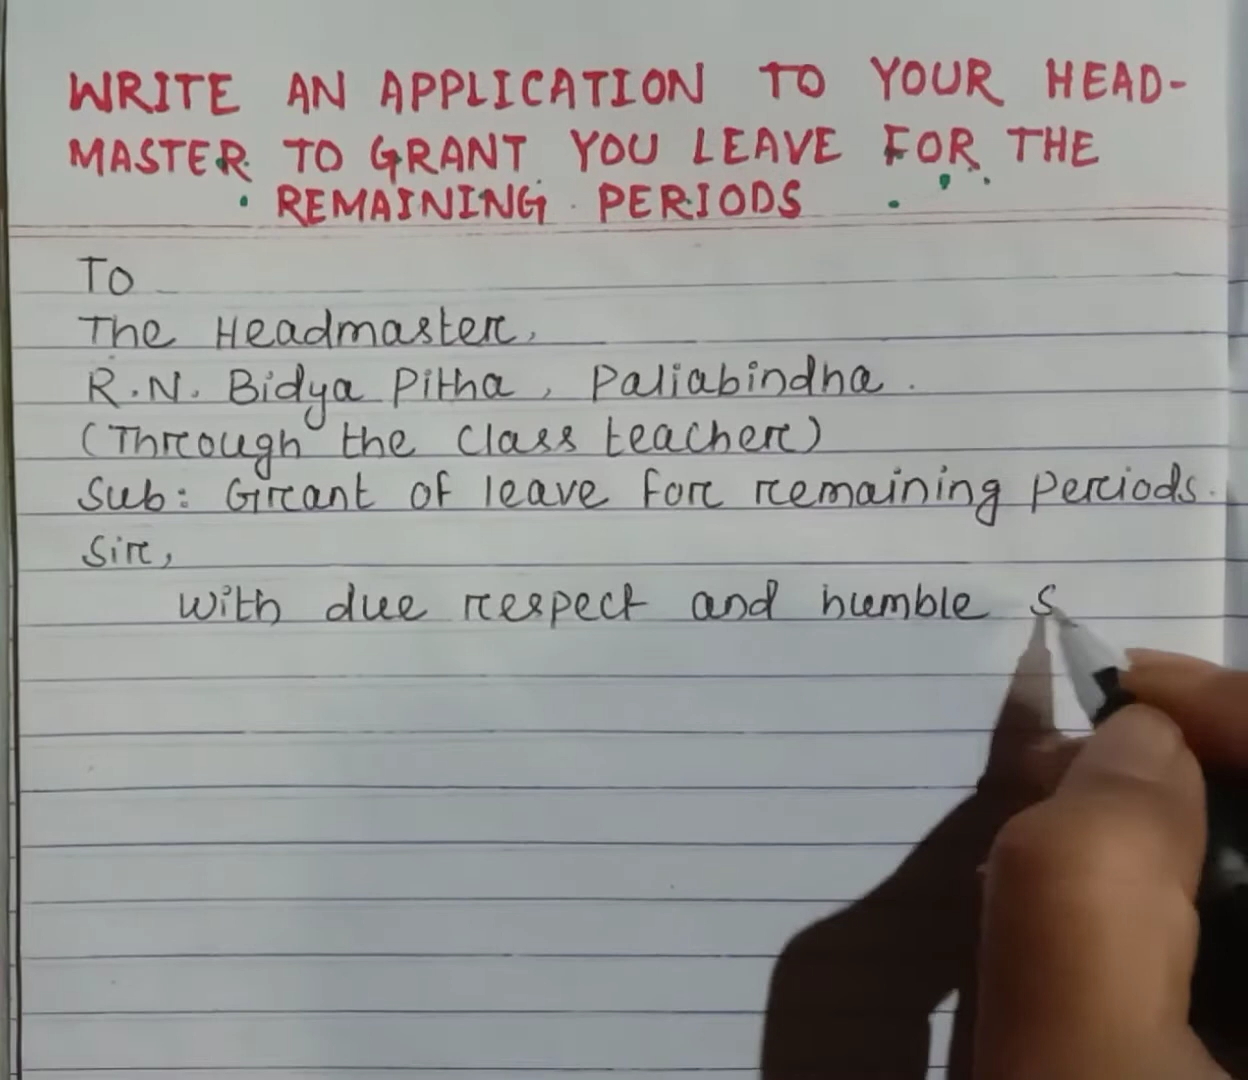 WRITE AN APPLICATION TO YOUR HEAD-
MASTER TO GRANT YOU LEAVE FOR THE
REMAINING PERIODS
To
The Headmaster,
R.N. Bidya Pitha, Paliabindha.
(Through the class teacher)
Sub: Grant of leave for remaining periods.
Sir,
With due respect and humble s